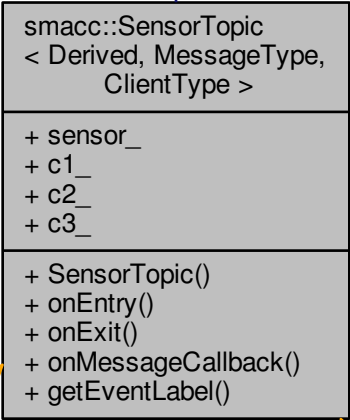 smacc::SensorTopic
< Derived, MessageType,
ClientType >
+ sensor_
+ c1_
+ c2_
+ c3_
+ SensorTopic()
+ onEntry()
+ onExit()
+ onMessageCallback()
+ getEventLabel()